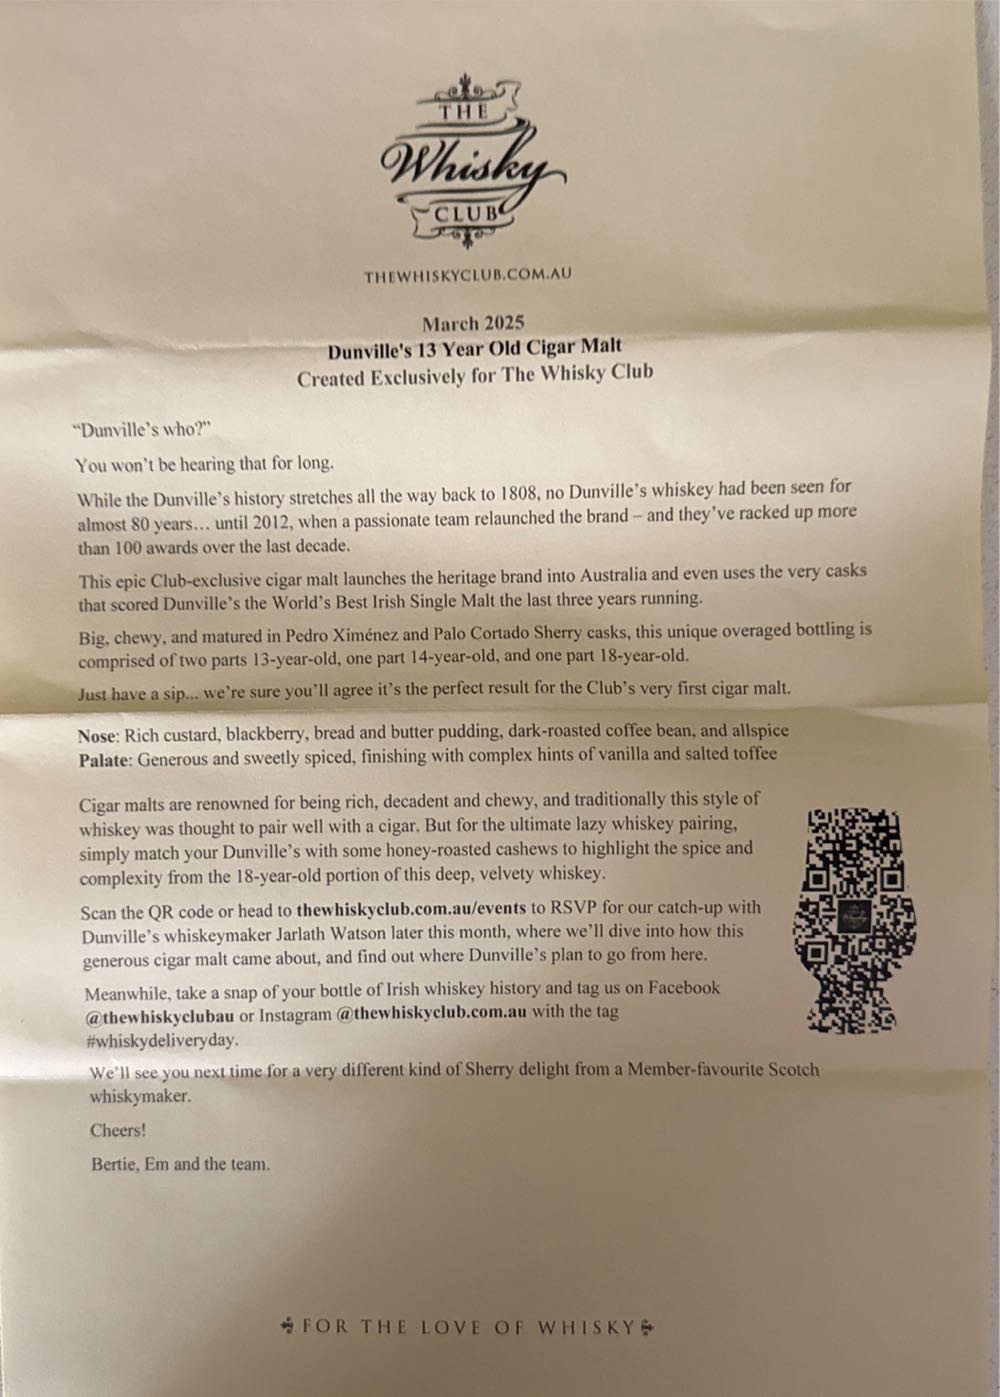 THE
Whisky
CLUB
THEWHISKYCLUB.COM.AU
March 2025
Dunville's 13 Year Old Cigar Malt
Created Exclusively for The Whisky Club
“Dunville’s who?”
You won’t be hearing that for long.
While the Dunville’s history stretches all the way back to 1808, no Dunville’s whiskey had been seen for
almost 80 years… until 2012, when a passionate team relaunched the brand – and they’ve racked up more
than 100 awards over the last decade.
This epic Club-exclusive cigar malt launches the heritage brand into Australia and even uses the very casks
that scored Dunville’s the World’s Best Irish Single Malt the last three years running.
Big, chewy, and matured in Pedro Ximénez and Palo Cortado Sherry casks, this unique overaged bottling is
comprised of two parts 13-year-old, one part 14-year-old, and one part 18-year-old.
Just have a sip... we’re sure you’ll agree it’s the perfect result for the Club’s very first cigar malt.
Nose: Rich custard, blackberry, bread and butter pudding, dark-roasted coffee bean, and allspice
Palate: Generous and sweetly spiced, finishing with complex hints of vanilla and salted toffee
Cigar malts are renowned for being rich, decadent and chewy, and traditionally this style of
whiskey was thought to pair well with a cigar. But for the ultimate lazy whiskey pairing,
simply match your Dunville’s with some honey-roasted cashews to highlight the spice and
complexity from the 18-year-old portion of this deep, velvety whiskey.
Scan the QR code or head to thewhiskyclub.com.au/events to RSVP for our catch-up with
Dunville’s whiskeymaker Jarlath Watson later this month, where we’ll dive into how this
generous cigar malt came about, and find out where Dunville’s plan to go from here.
Meanwhile, take a snap of your bottle of Irish whiskey history and tag us on Facebook
@thewhiskyclubau or Instagram @thewhiskyclub.com.au with the tag
#whiskydeliveryday.
We’ll see you next time for a very different kind of Sherry delight from a Member-favourite Scotch
whiskymaker.
Cheers!
Bertie, Em and the team.
FOR THE LOVE OF WHISKY